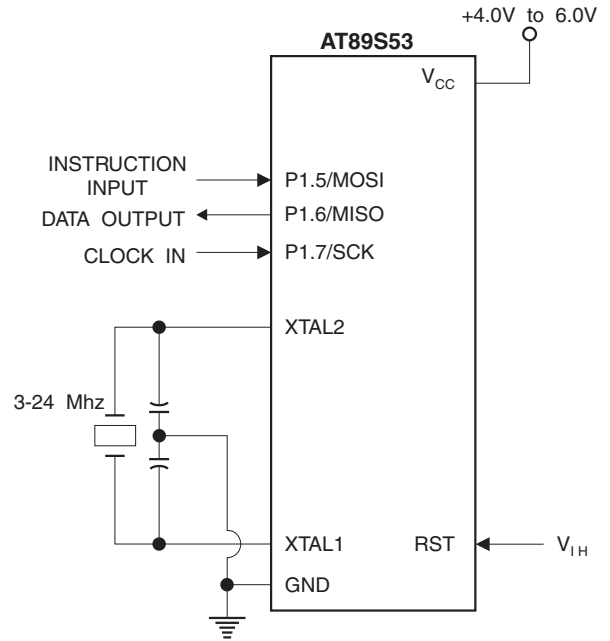 +4.0V to 6.0V
AT89S53
VCC
INSTRUCTION
INPUT
P1.5/MOSI
DATA OUTPUT
P1.6/MISO
CLOCK IN
P1.7/SCK
XTAL2
3-24 Mhz
XTAL1
RST
VIH
GND